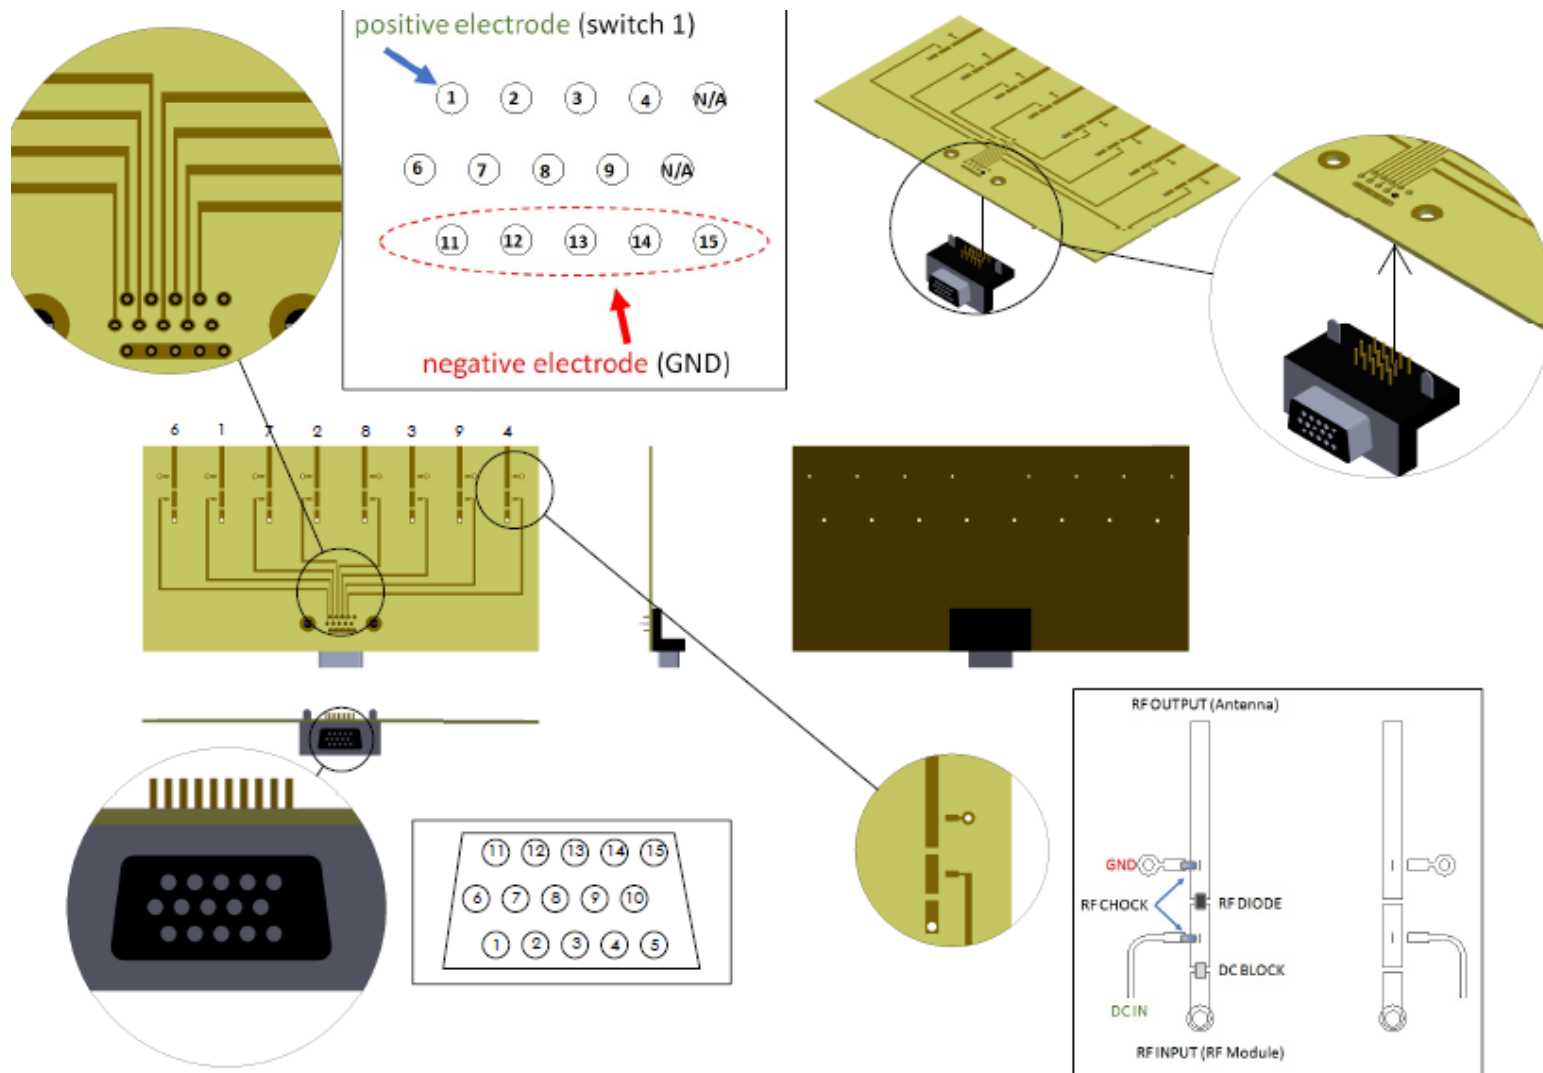 positive electrode (switch 1)
1 2 3 4 N/A
6 7 8 9 N/A
11 12 13 14 15
negative electrode (GND)
6 1 7 2 8 3 9 4
11 12 13 14 15
6 7 8 9 10
1 2 3 4 5
RF OUTPUT (Antenna)
GND
RF CHOCK
RF DIODE
DC BLOCK
DC IN
RF INPUT (RF Module)